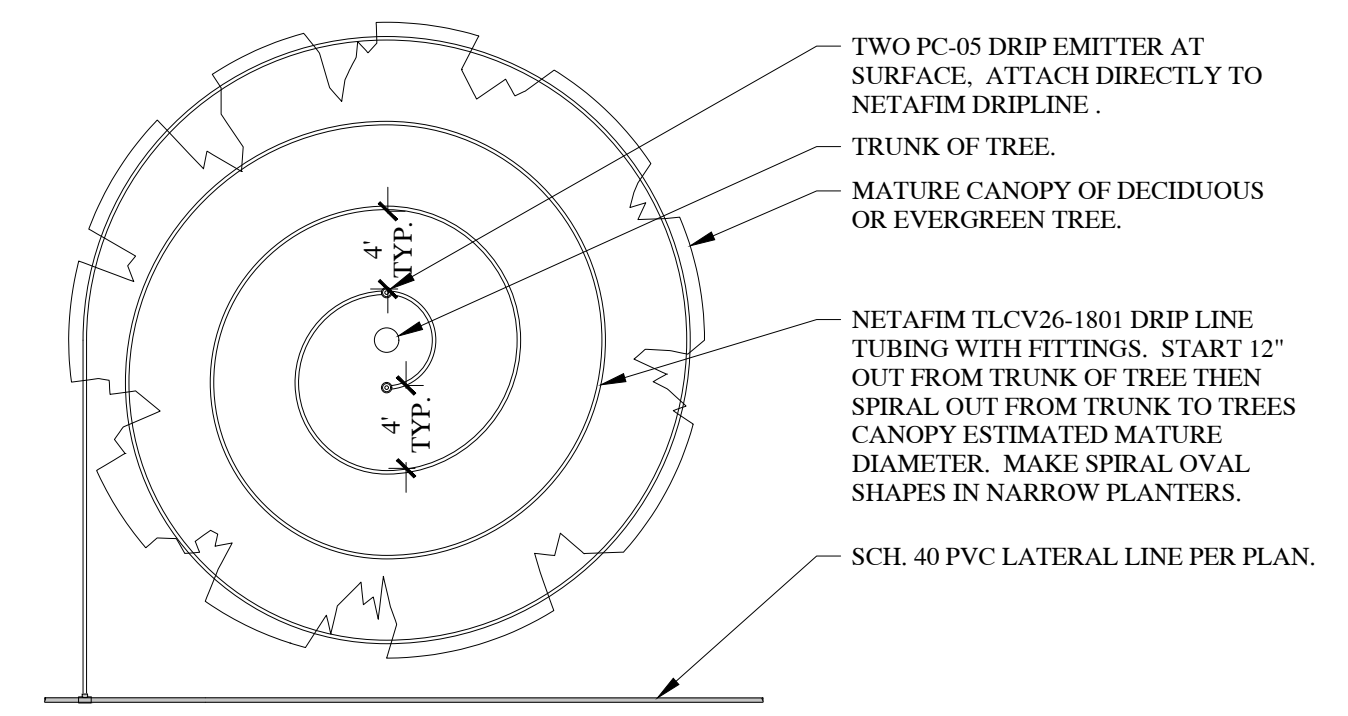 TWO PC-05 DRIP EMITTER AT
SURFACE, ATTACH DIRECTLY TO
NETAFIM DRIPLINE .
TRUNK OF TREE.
MATURE CANOPY OF DECIDUOUS
OR EVERGREEN TREE.
4'
TYP.
4'
TYP.
NETAFIM TLCV26-1801 DRIP LINE
TUBING WITH FITTINGS. START 12"
OUT FROM TRUNK OF TREE THEN
SPIRAL OUT FROM TRUNK TO TREES
CANOPY ESTIMATED MATURE
DIAMETER. MAKE SPIRAL OVAL
SHAPES IN NARROW PLANTERS.
SCH. 40 PVC LATERAL LINE PER PLAN.